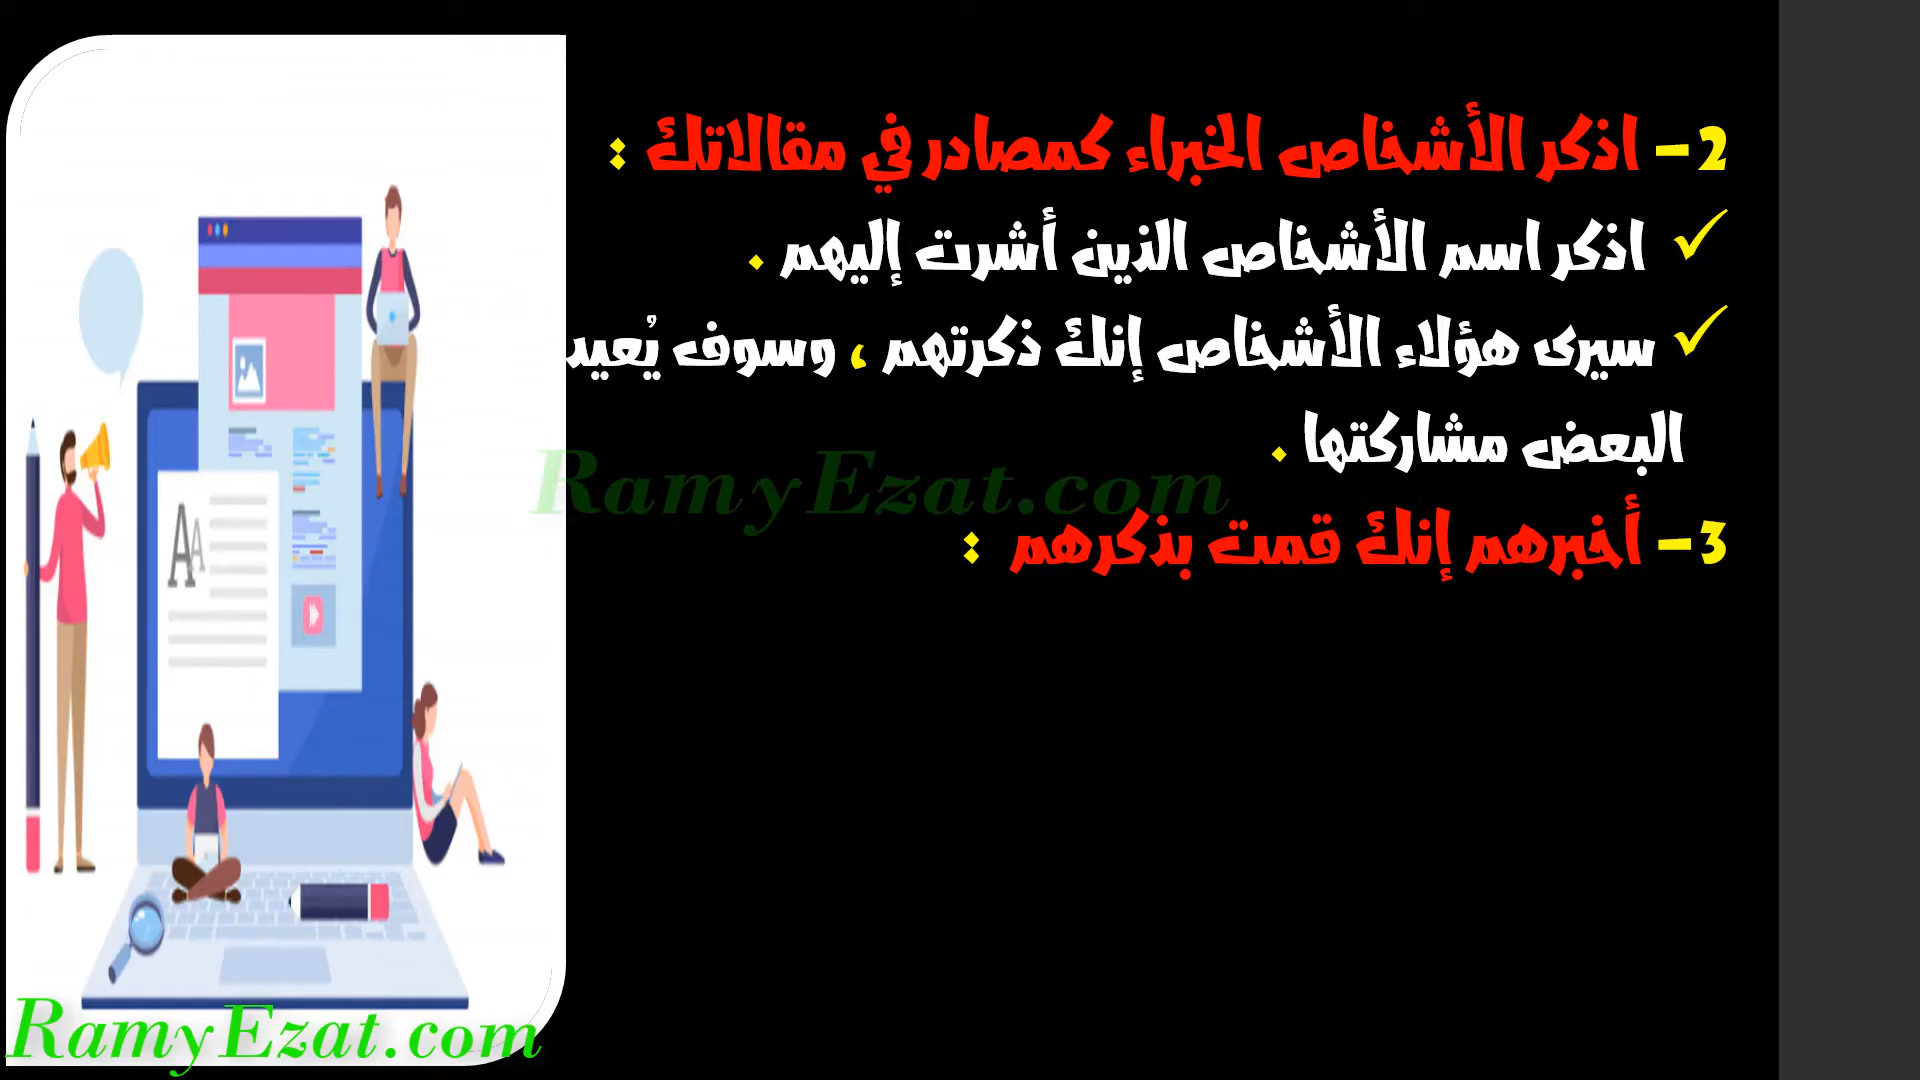 2- اذكر الأشخاص الخبراء كمصادر في مقالاتك :
اذكر اسم الأشخاص الذين أشرت إليهم .
سيرى هؤلاء الأشخاص إنك ذكرتهم , وسوف يُعيد
البعض مشاركتها .
RamyEzat.com
3- أخبرهم إنك قمت بذكرهم :
A A
RamyEzat.com